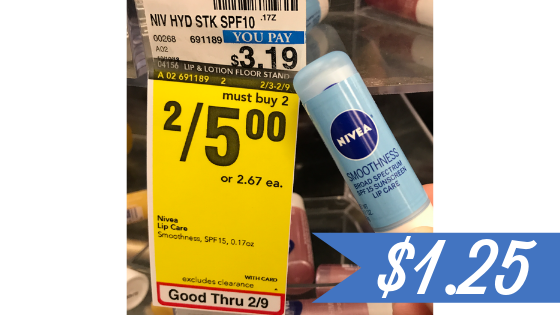 NIV HYD STK SPF10 .17Z
00268 691189 YOU PAY
A02
$3.19
04156 LIP & LOTION FLOOR STAND
A 02 691189 2 2/3-2/9
must buy 2
2/5 00
or 2.67 ea.
Nivea
Lip Care
Smoothness, SPF15, 0.17oz
WITH CARD
excludes clearance
Good Thru 2/9
NIVEA
SMOOTHNESS
BROAD SPECTRUM
SPF 15 SUNSCREEN
LIP CARE
$1.25